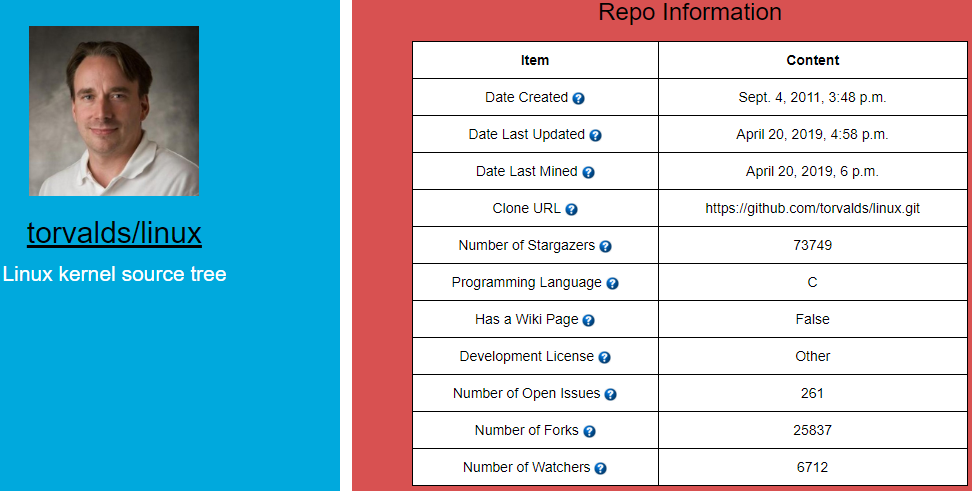 torvalds/linux
Linux kernel source tree
Repo Information
Item Content
Date Created ? Sept. 4, 2011, 3:48 p.m.
Date Last Updated ? April 20, 2019, 4:58 p.m.
Date Last Mined ? April 20, 2019, 6 p.m.
Clone URL ? https://github.com/torvalds/linux.git
Number of Stargazers ? 73749
Programming Language ? C
Has a Wiki Page ? False
Development License ? Other
Number of Open Issues ? 261
Number of Forks ? 25837
Number of Watchers ? 6712